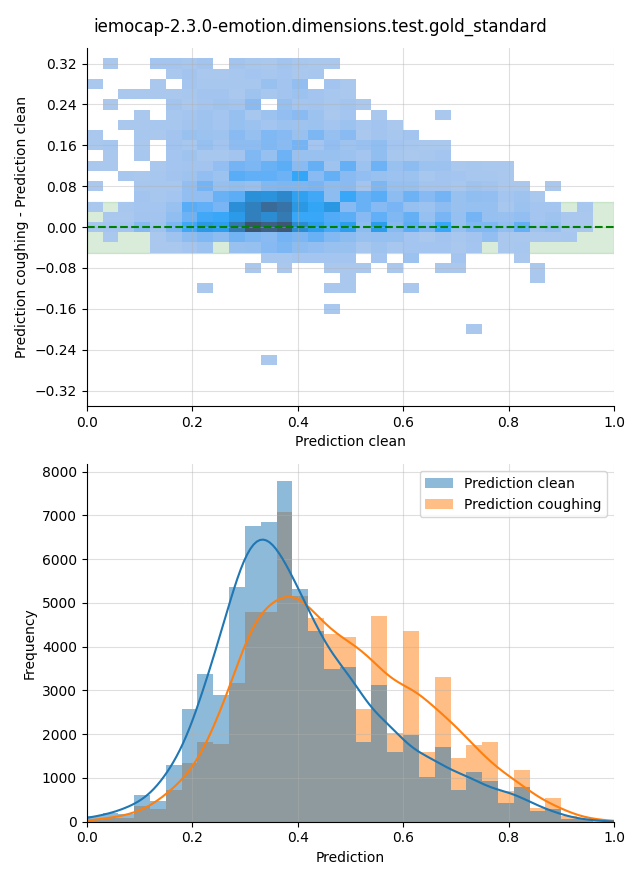 iemocap-2.3.0-emotion.dimensions.test.gold_standard
Prediction coughing - Prediction clean
0.32
0.24
0.16
0.08
0.00
−0.08
−0.16
−0.24
−0.32
0.0 0.2 0.4 0.6 0.8 1.0
Prediction clean
Frequency
8000
7000
6000
5000
4000
3000
2000
1000
0
Prediction clean
Prediction coughing
0.0 0.2 0.4 0.6 0.8 1.0
Prediction